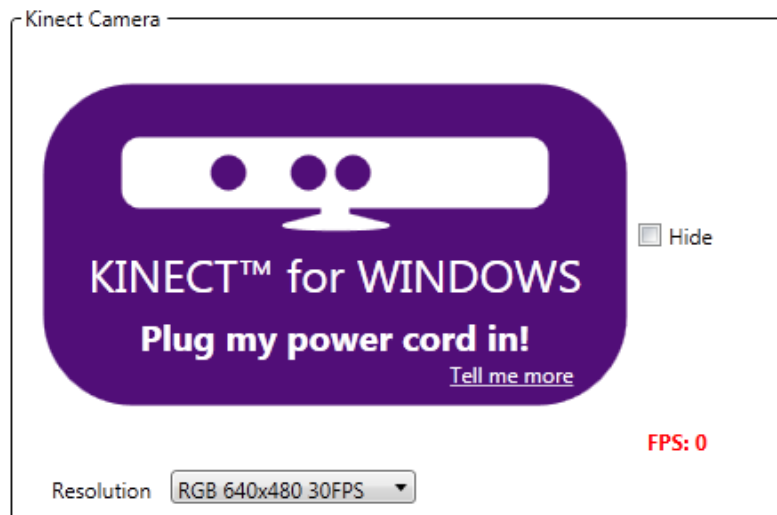 Kinect Camera
KINECT™ for WINDOWS
Plug my power cord in!
Tell me more
Hide
FPS: 0
Resolution RGB 640x480 30FPS